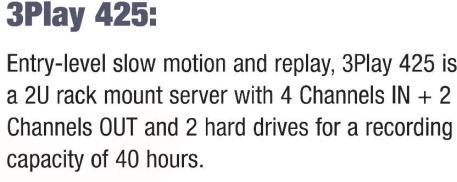 3Play 425:
Entry-level slow motion and replay, 3Play 425 is
a 2U rack mount server with 4 Channels IN + 2
Channels OUT and 2 hard drives for a recording
capacity of 40 hours.